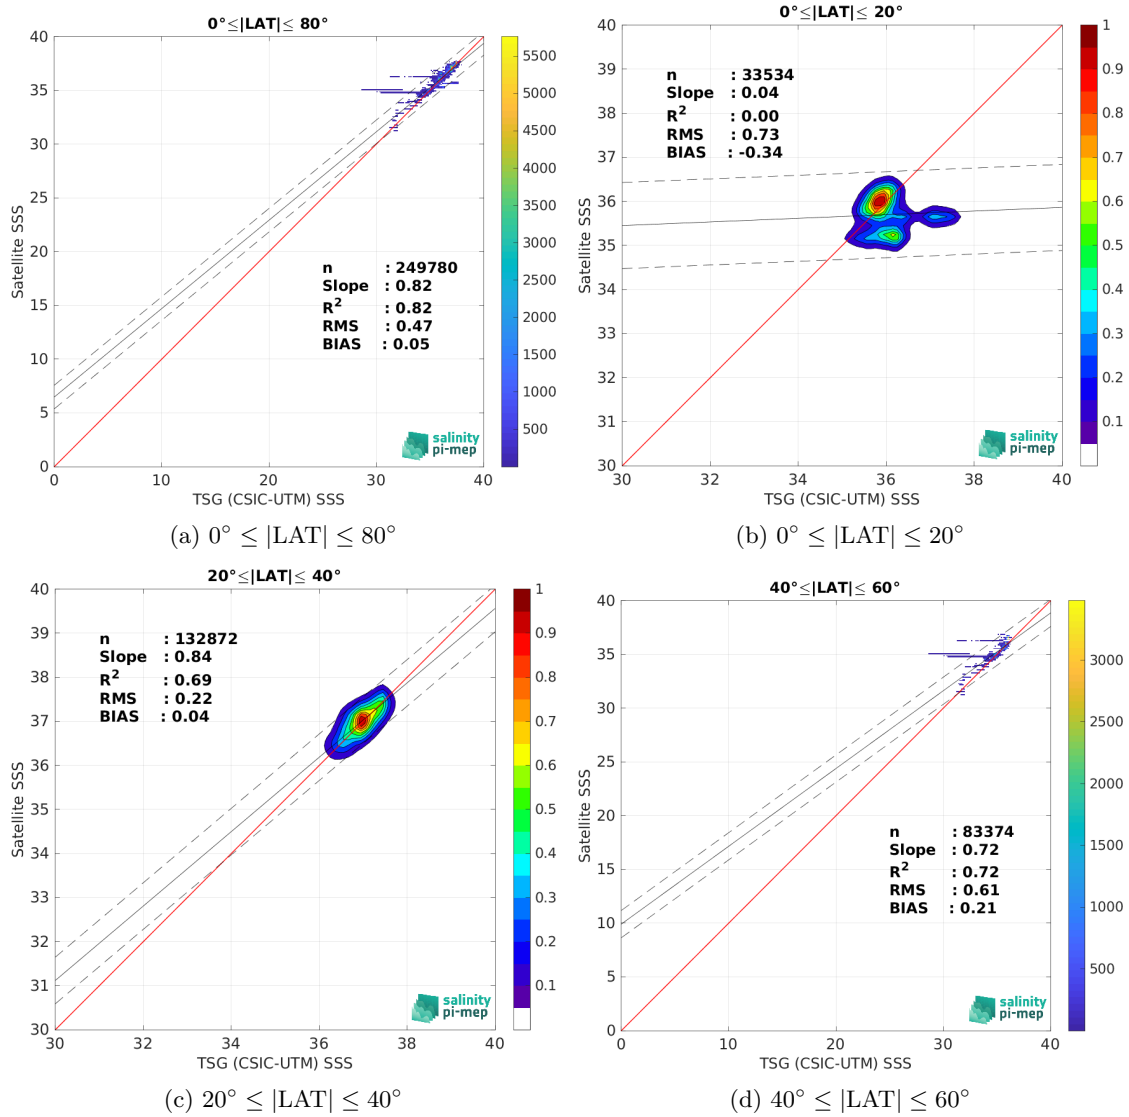 0°≤|LAT|≤ 80°
40
35
30
25
20
15
10
5
0
Satellite SSS
n : 249780
Slope : 0.82
R² : 0.82
RMS : 0.47
BIAS : 0.05
salinity
pi-mep
0 10 20 30 40
TSG (CSIC-UTM) SSS
5500
5000
4500
4000
3500
3000
2500
2000
1500
1000
500
(a) 0° ≤ |LAT| ≤ 80°
0°≤|LAT|≤ 20°
40
39
38
37
36
35
34
33
32
31
30
Satellite SSS
n : 33534
Slope : 0.04
R² : 0.00
RMS : 0.73
BIAS : -0.34
salinity
pi-mep
30 32 34 36 38 40
TSG (CSIC-UTM) SSS
1
0.9
0.8
0.7
0.6
0.5
0.4
0.3
0.2
0.1
(b) 0° ≤ |LAT| ≤ 20°
20°≤|LAT|≤ 40°
40
39
38
37
36
35
34
33
32
31
30
Satellite SSS
n : 132872
Slope : 0.84
R² : 0.69
RMS : 0.22
BIAS : 0.04
salinity
pi-mep
30 32 34 36 38 40
TSG (CSIC-UTM) SSS
1
0.9
0.8
0.7
0.6
0.5
0.4
0.3
0.2
0.1
(c) 20° ≤ |LAT| ≤ 40°
40°≤|LAT|≤ 60°
40
35
30
25
20
15
10
5
0
Satellite SSS
n : 83374
Slope : 0.72
R² : 0.72
RMS : 0.61
BIAS : 0.21
salinity
pi-mep
0 10 20 30 40
TSG (CSIC-UTM) SSS
3000
2500
2000
1500
1000
500
(d) 40° ≤ |LAT| ≤ 60°